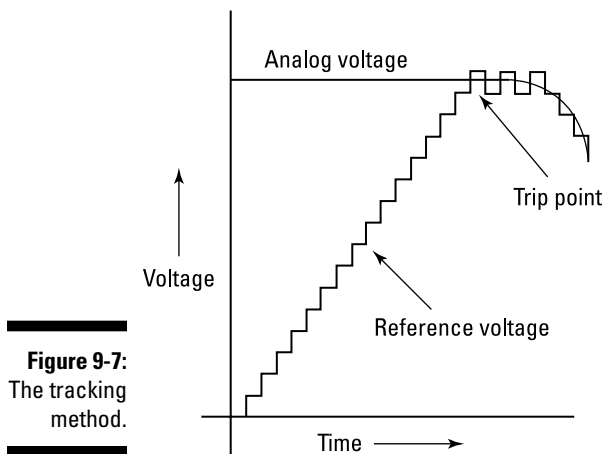 Analog voltage
Trip point
Voltage
Reference voltage
Figure 9-7:
The tracking
method.
Time